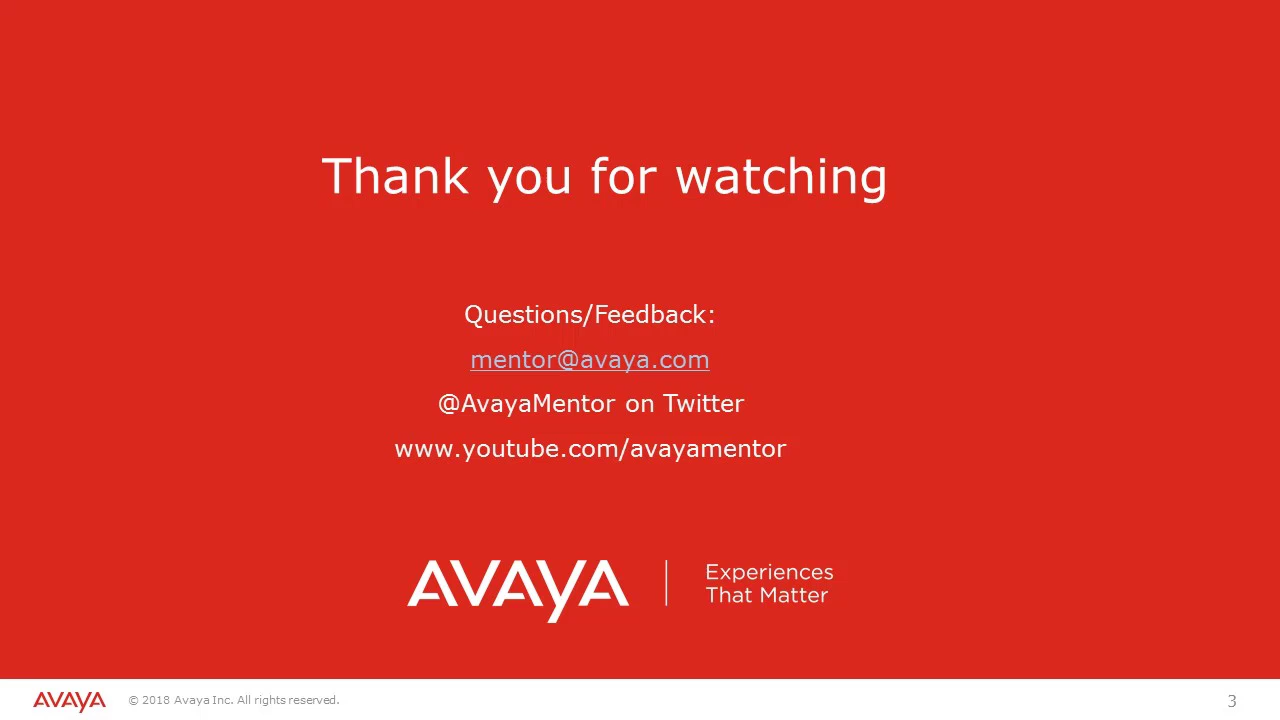 Thank you for watching
Questions/Feedback:
mentor@avaya.com
@AvayaMentor on Twitter
www.youtube.com/avayamentor
AVAYA
Experiences
That Matter
AVAYA
© 2018 Avaya Inc. All rights reserved.
3